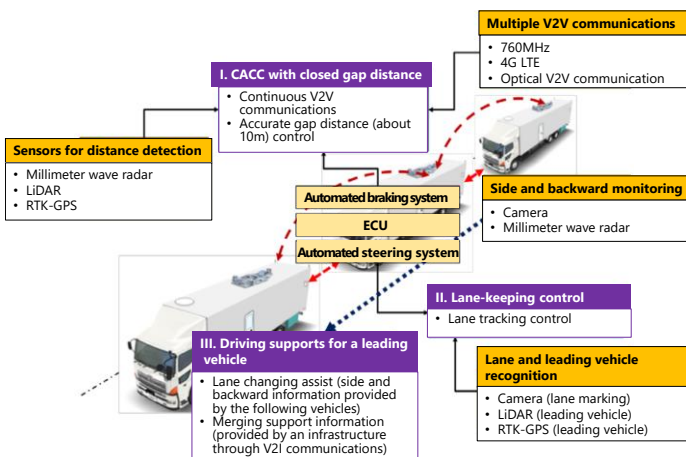 Multiple V2V communications
• 760MHz
• 4G LTE
• Optical V2V communication
I. CACC with closed gap distance
• Continuous V2V
communications
• Accurate gap distance (about
10m) control
Sensors for distance detection
• Millimeter wave radar
• LiDAR
• RTK-GPS
Automated braking system
ECU
Automated steering system
Side and backward monitoring
• Camera
• Millimeter wave radar
II. Lane-keeping control
• Lane tracking control
III. Driving supports for a leading
vehicle
• Lane changing assist (side and
backward information provided
by the following vehicles)
• Merging support information
(provided by an infrastructure
through V2I communications)
Lane and leading vehicle
recognition
• Camera (lane marking)
• LiDAR (leading vehicle)
• RTK-GPS (leading vehicle)